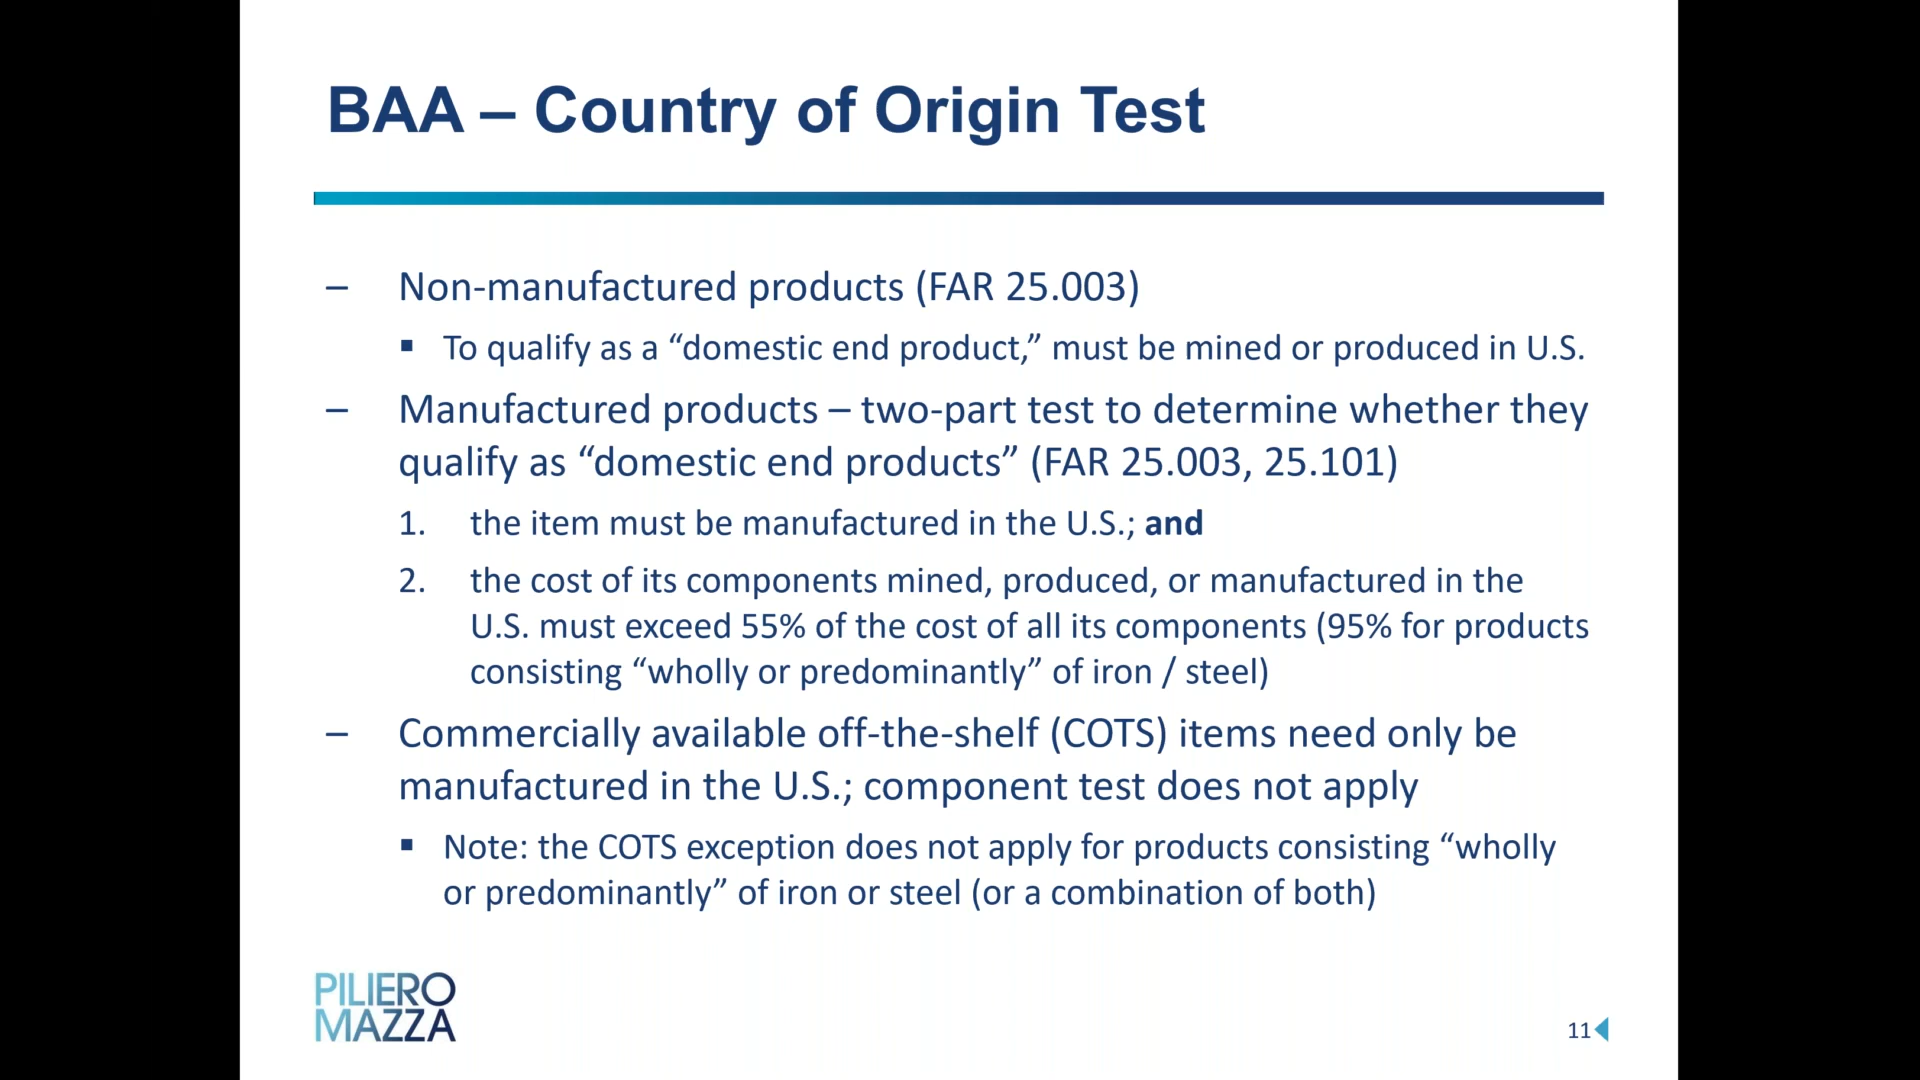 BAA – Country of Origin Test
– Non-manufactured products (FAR 25.003)
▪ To qualify as a “domestic end product,” must be mined or produced in U.S.
– Manufactured products – two-part test to determine whether they
qualify as “domestic end products” (FAR 25.003, 25.101)
1. the item must be manufactured in the U.S.; and
2. the cost of its components mined, produced, or manufactured in the
U.S. must exceed 55% of the cost of all its components (95% for products
consisting “wholly or predominantly” of iron / steel)
– Commercially available off-the-shelf (COTS) items need only be
manufactured in the U.S.; component test does not apply
▪ Note: the COTS exception does not apply for products consisting “wholly
or predominantly” of iron or steel (or a combination of both)
PILIERO
MAZZA
11